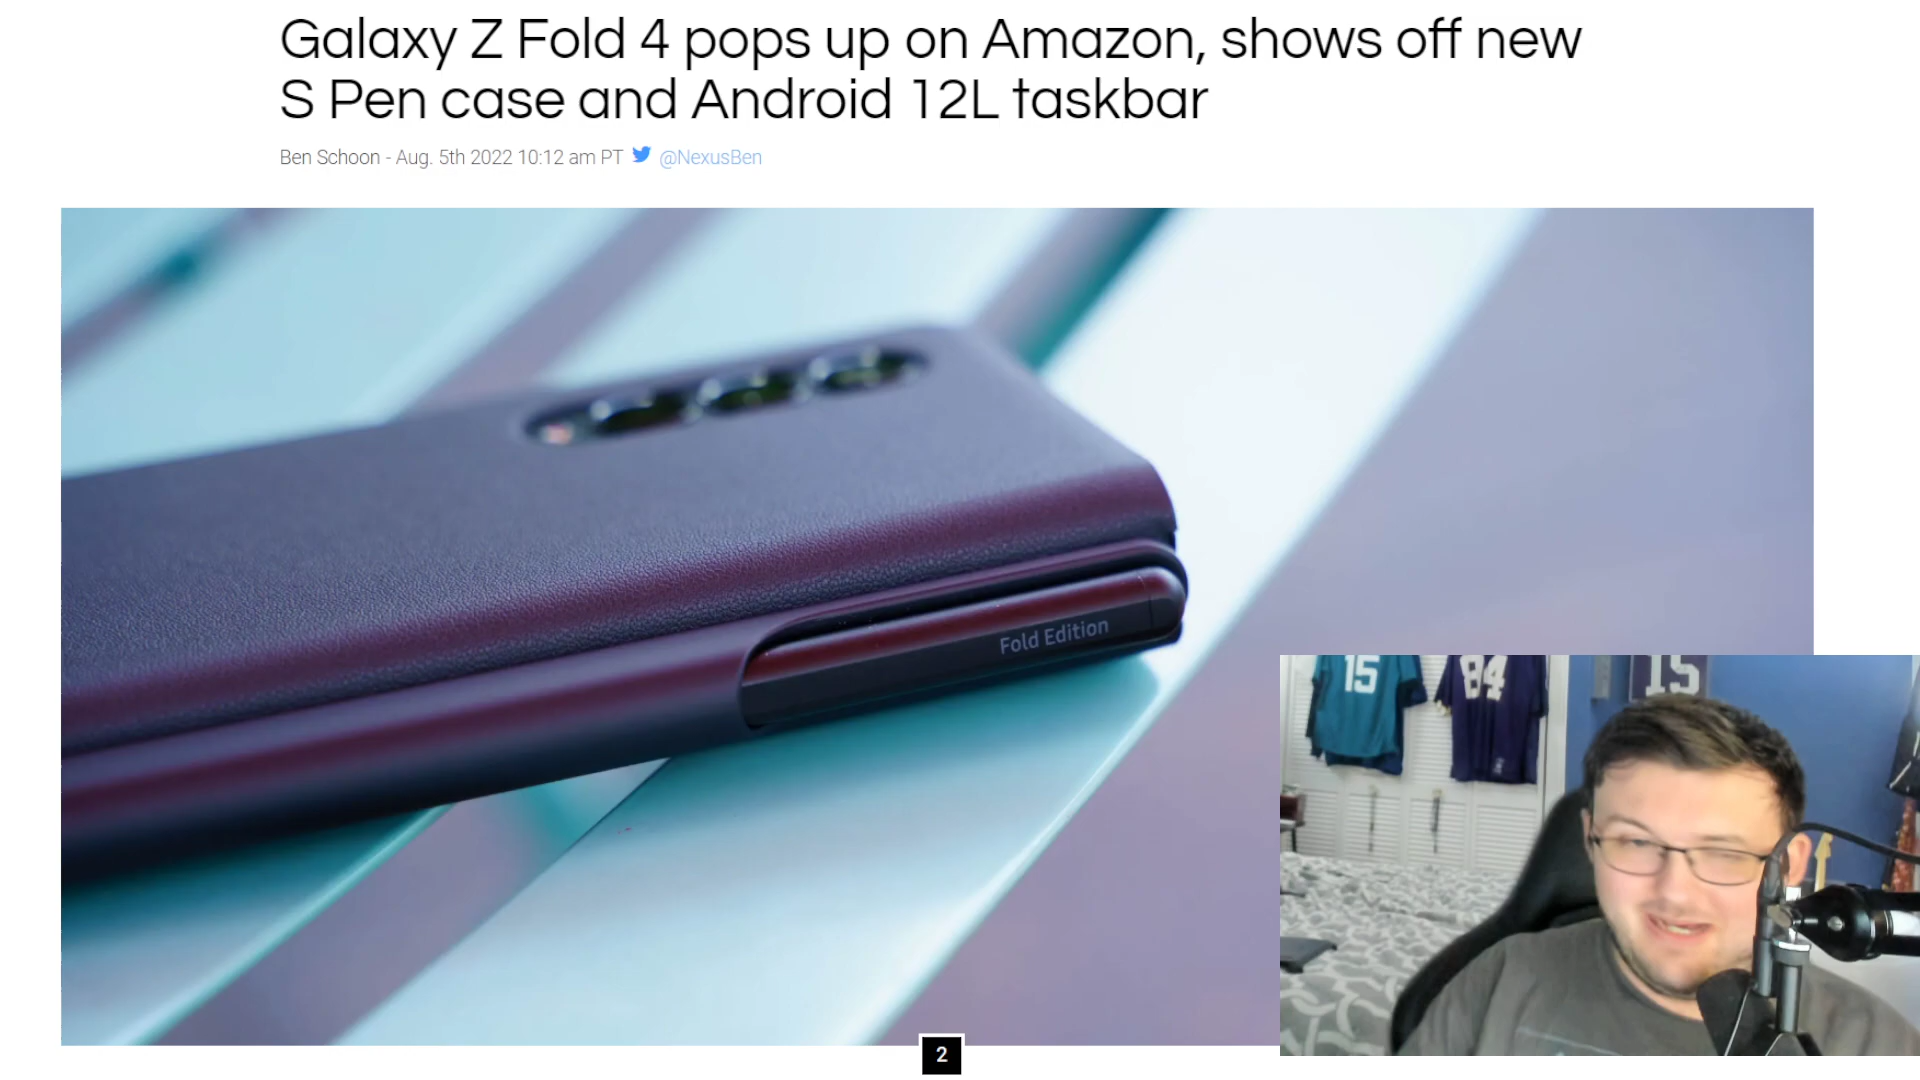 Galaxy Z Fold 4 pops up on Amazon, shows off new
S Pen case and Android 12L taskbar
Ben Schoon - Aug. 5th 2022 10:12 am PT @NexusBen
Fold Edition
15
84
15
2